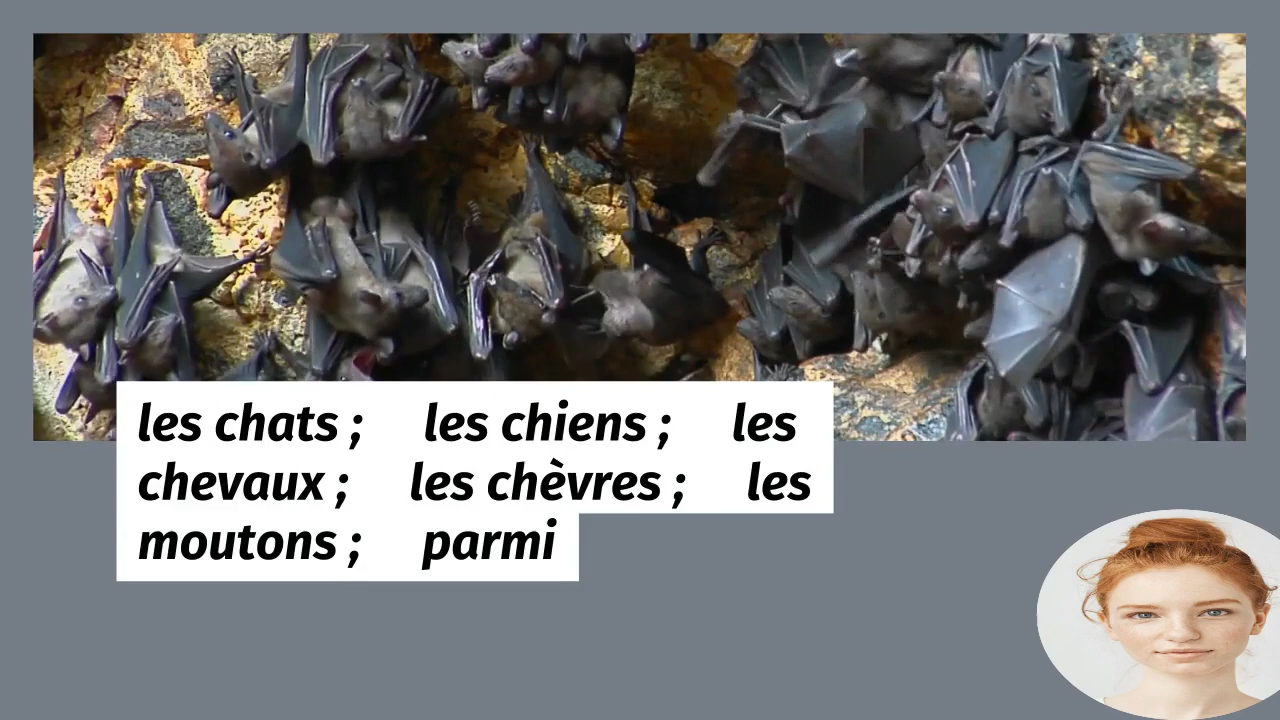 les chats ; les chiens ; les
chevaux ; les chèvres ; les
moutons ; parmi